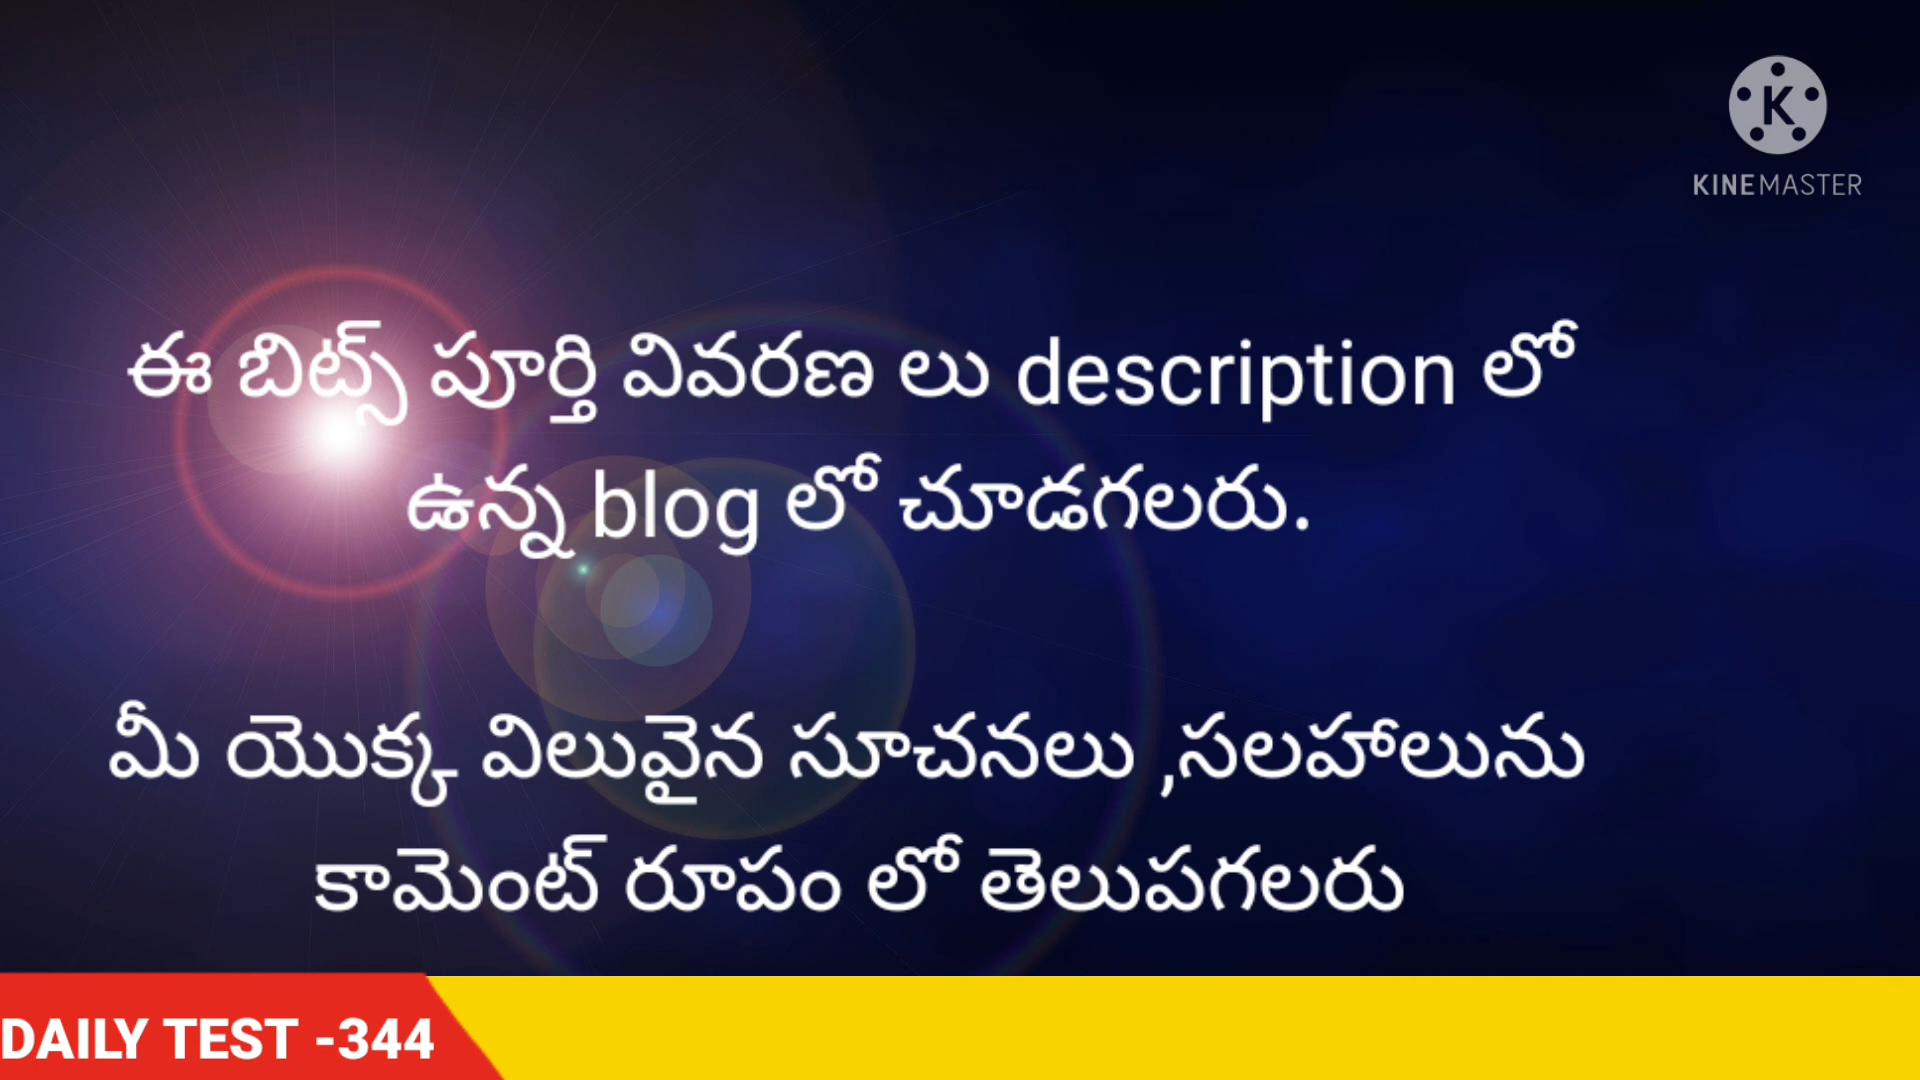 K
KINEMASTER
ఈ బిట్స్ పూర్తి వివరణ లు description లో
ఉన్న blog లో చూడగలరు.
మీ యొక్క విలువైన సూచనలు ,సలహాలును
కామెంట్ రూపం లో తెలుపగలరు
DAILY TEST -344